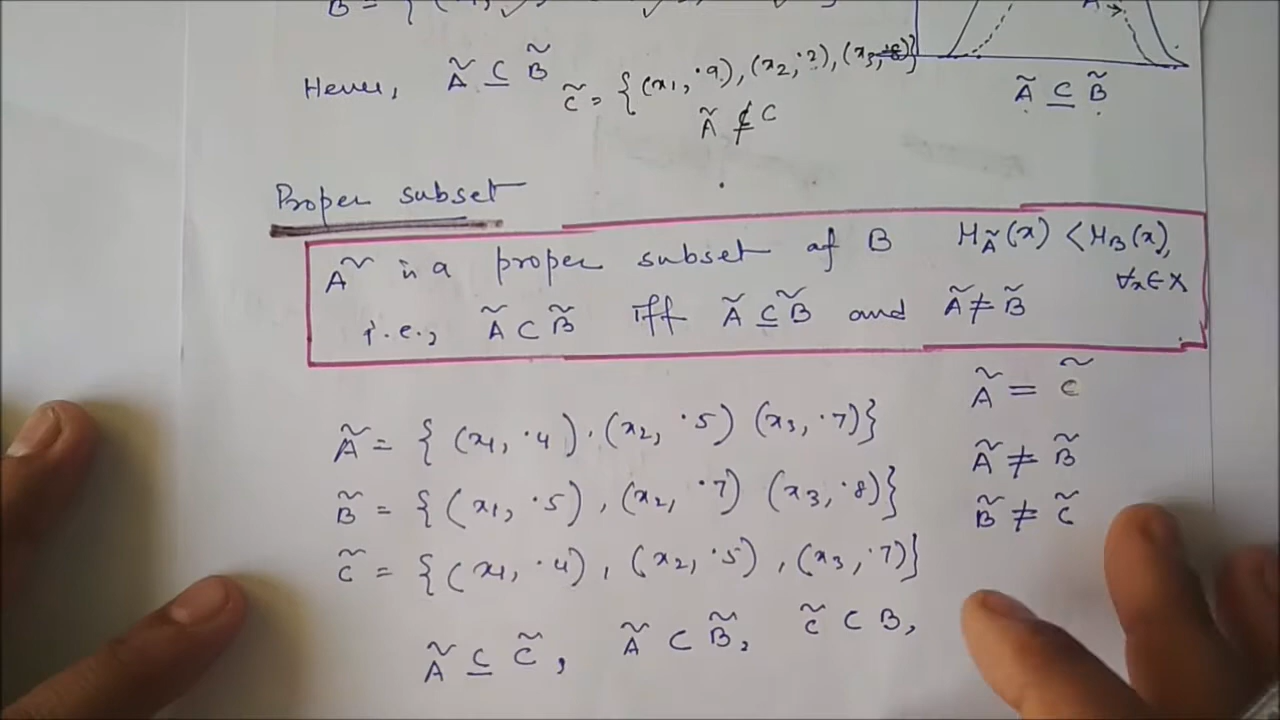 Hence, Ã ⊆ B̃
C̃ = {(x1, ·9), (x2, ·2), (x3, ·8)}
Ã ⊄ C
A
Ã ⊆ B̃
Proper subset
Ã is a proper subset of B μÃ(x) < μB(x), ∀x∈X
i.e., Ã ⊂ B̃ Iff Ã ⊆ B̃ and Ã ≠ B̃
Ã = {(x1, ·4), (x2, ·5) (x3, ·7)}
B̃ = {(x1, ·5), (x2, ·7) (x3, ·8)}
C̃ = {(x1, ·4), (x2, ·5), (x3, ·7)}
Ã = C̃
Ã ≠ B̃
B̃ ≠ C̃
Ã ⊆ C̃, Ã ⊂ B̃, C̃ ⊂ B,